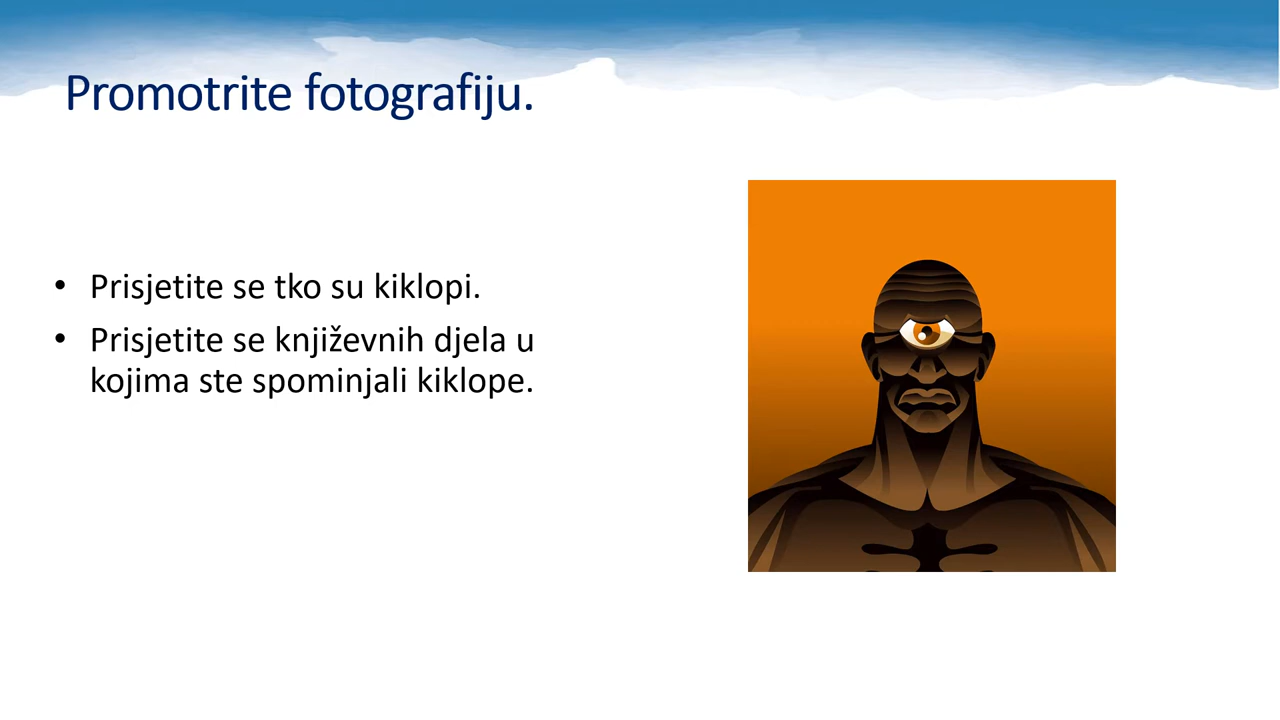 Promotrite fotografiju.
• Prisjetite se tko su kiklopi.
• Prisjetite se književnih djela u
kojima ste spominjali kiklope.